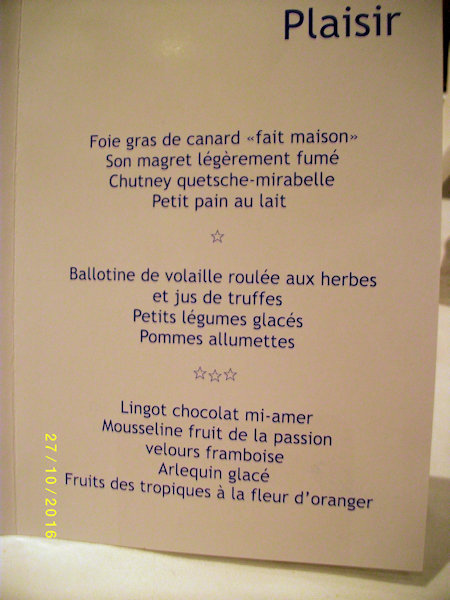 Plaisir
Foie gras de canard «fait maison»
Son magret légèrement fumé
Chutney quetsche-mirabelle
Petit pain au lait
☆
Ballotine de volaille roulée aux herbes
et jus de truffes
Petits légumes glacés
Pommes allumettes
☆☆☆
Lingot chocolat mi-amer
Mousseline fruit de la passion
velours framboise
Arlequin glacé
Fruits des tropiques à la fleur d'oranger
27/10/2016